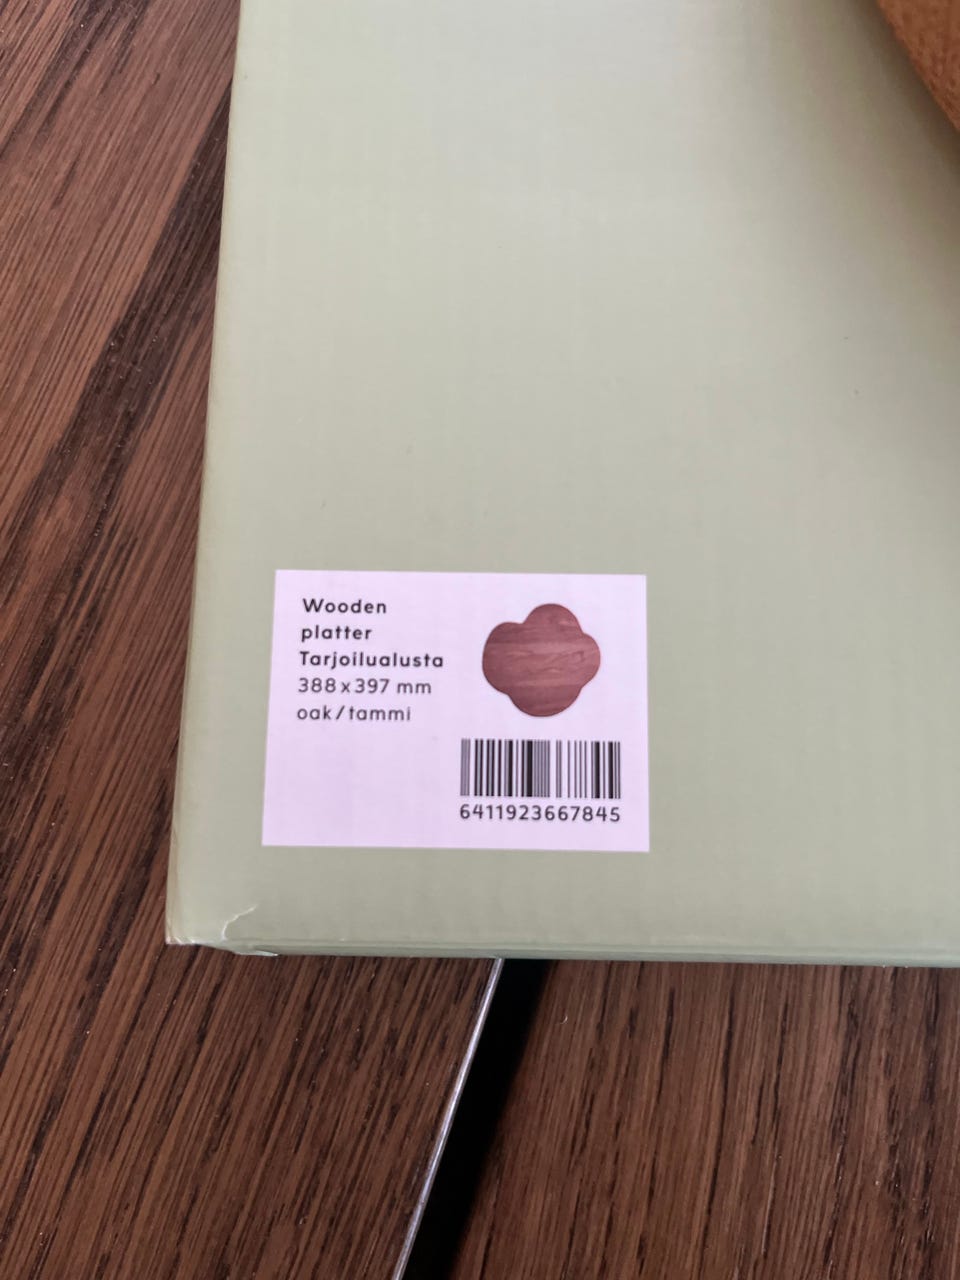 Wooden
platter
Tarjoilualusta
388 x 397 mm
oak/tammi
6411923667845